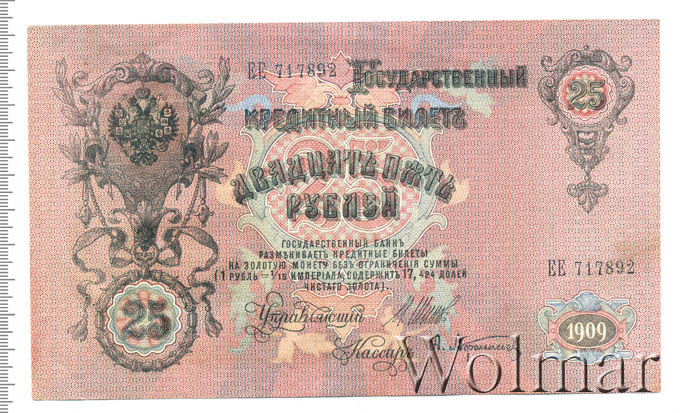 ЕЕ 717892 Государственный
25
кредитный билетъ
25
двадцать пять
рублей
государственный банкъ
размѣниваетъ кредитные билеты
на золотую монету безъ ограниченія суммы
(1 рубль = 1/15 имперіала, содержитъ 17,424 долей
чистаго золота).
ЕЕ 717892
25
Управляющій
1909
Кассиръ
Wolmar